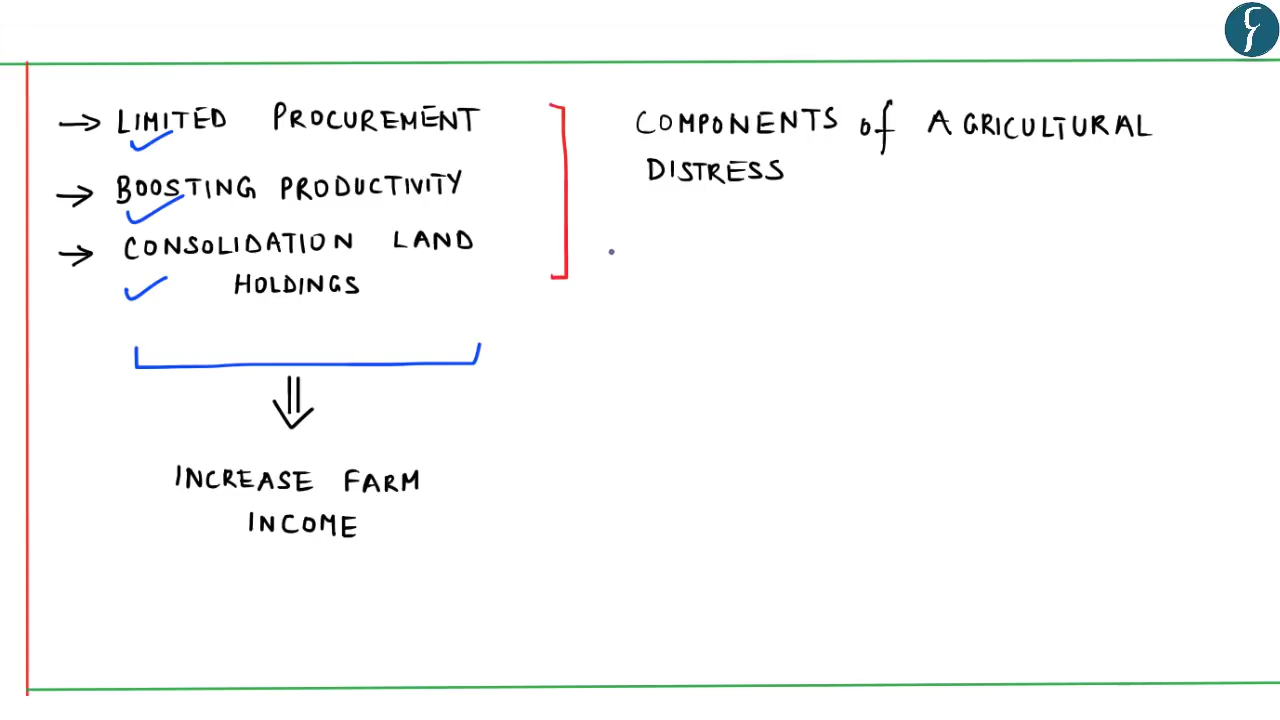 → LIMITED PROCUREMENT
→ BOOSTING PRODUCTIVITY
→ CONSOLIDATION LAND
HOLDINGS
INCREASE FARM
INCOME
COMPONENTS of AGRICULTURAL
DISTRESS